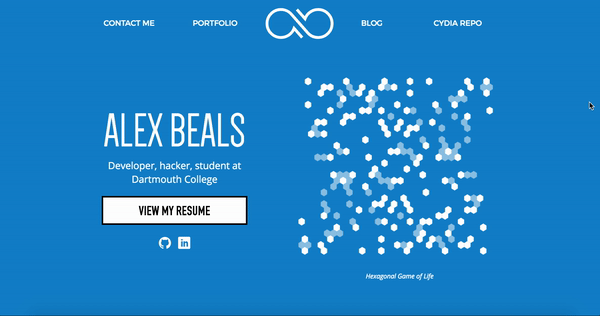 CONTACT ME
PORTFOLIO
BLOG
CYDIA REPO
ALEX BEALS
Developer, hacker, student at
Dartmouth College
VIEW MY RESUME
in
Hexagonal Game of Life